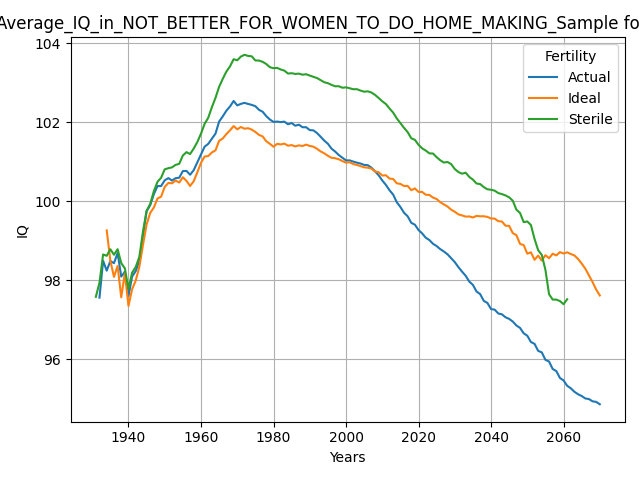 Average_IQ_in_NOT_BETTER_FOR_WOMEN_TO_DO_HOME_MAKING_Sample fo
Fertility
Actual
Ideal
Sterile
104
102
100
98
96
IQ
1940 1960 1980 2000 2020 2040 2060
Years